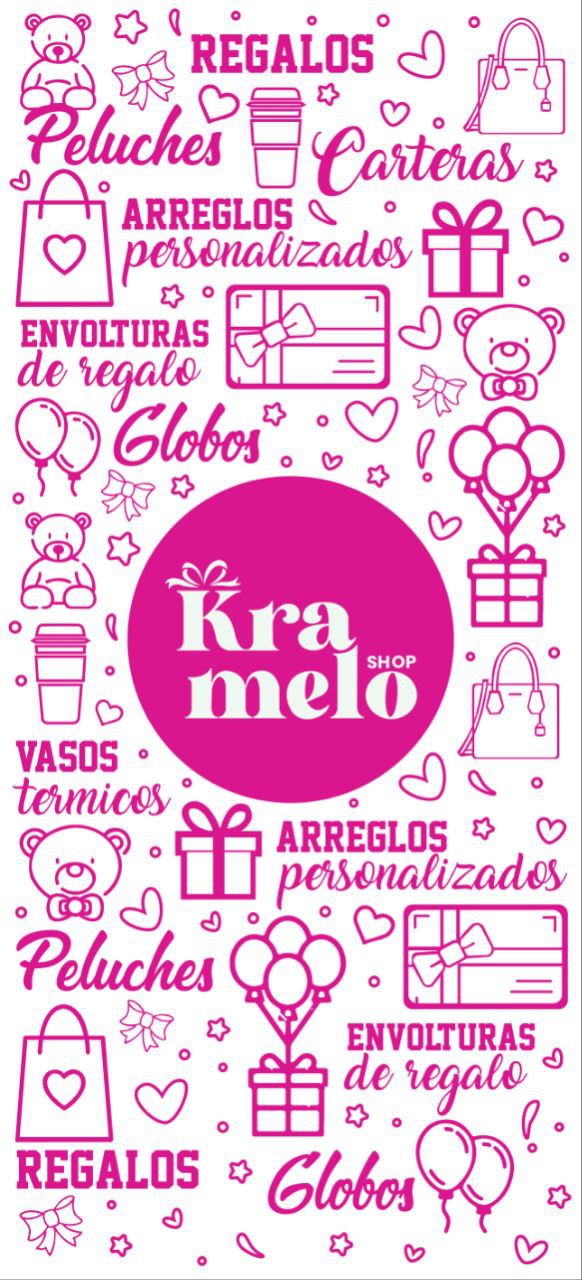 REGALOS
Peluches
Carteras
ARREGLOS
personalizados
ENVOLTURAS
de regalo
Globos
Kra
melo
SHOP
VASOS
termicos
ARREGLOS
personalizados
Peluches
ENVOLTURAS
de regalo
REGALOS
Globos